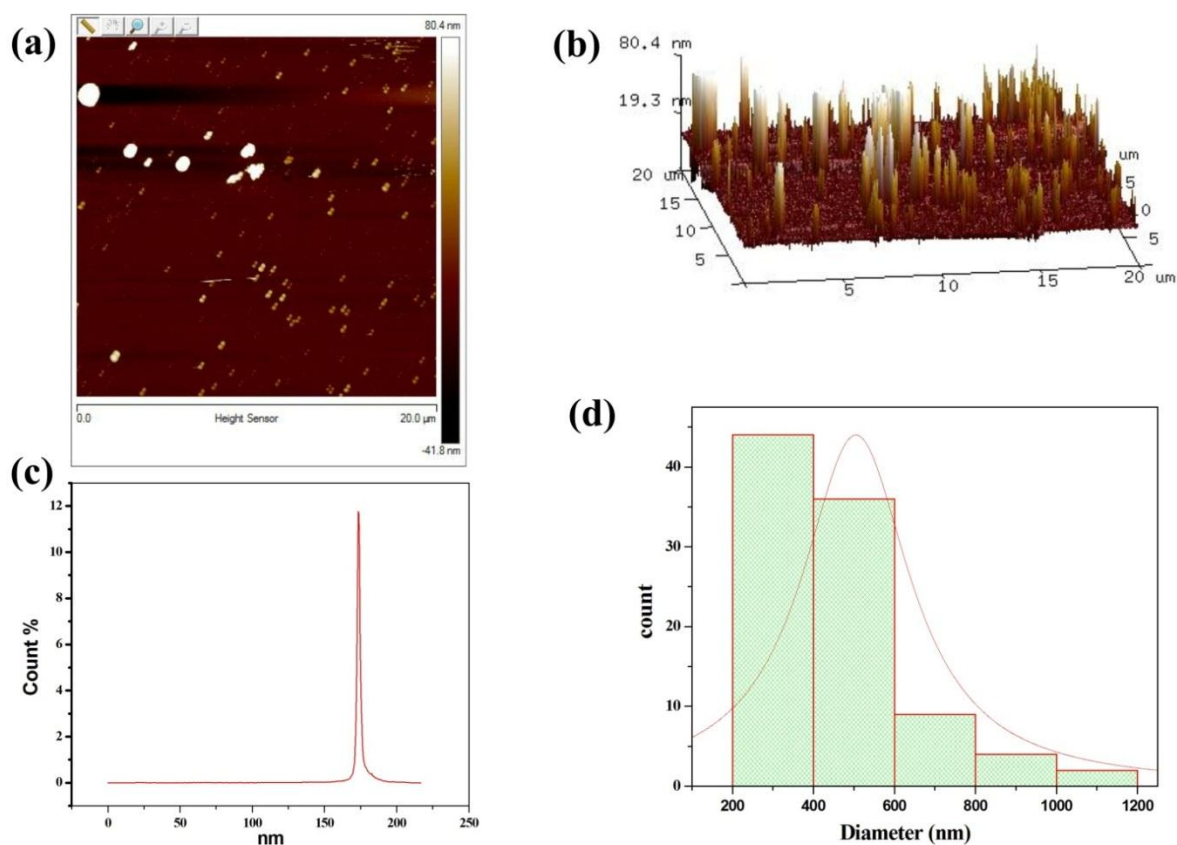 (a)
80.4 nm
0.0
Height Sensor
20.0 µm
-41.8 nm
(b)
80.4 nm
19.3 nm
20 um
15
10
5
5
10
15
20 um
um
5
0
5
(c)
12
10
8
6
4
2
0
Count %
0
50
100
150
200
250
nm
(d)
40
30
20
10
0
count
200
400
600
800
1000
1200
Diameter (nm)